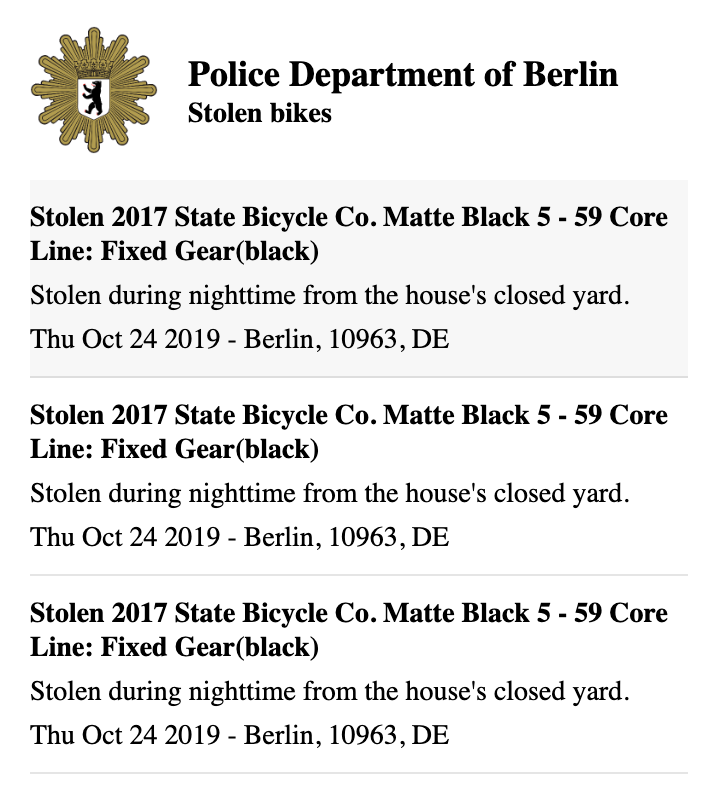 Police Department of Berlin
Stolen bikes
Stolen 2017 State Bicycle Co. Matte Black 5 - 59 Core
Line: Fixed Gear(black)
Stolen during nighttime from the house's closed yard.
Thu Oct 24 2019 - Berlin, 10963, DE
Stolen 2017 State Bicycle Co. Matte Black 5 - 59 Core
Line: Fixed Gear(black)
Stolen during nighttime from the house's closed yard.
Thu Oct 24 2019 - Berlin, 10963, DE
Stolen 2017 State Bicycle Co. Matte Black 5 - 59 Core
Line: Fixed Gear(black)
Stolen during nighttime from the house's closed yard.
Thu Oct 24 2019 - Berlin, 10963, DE